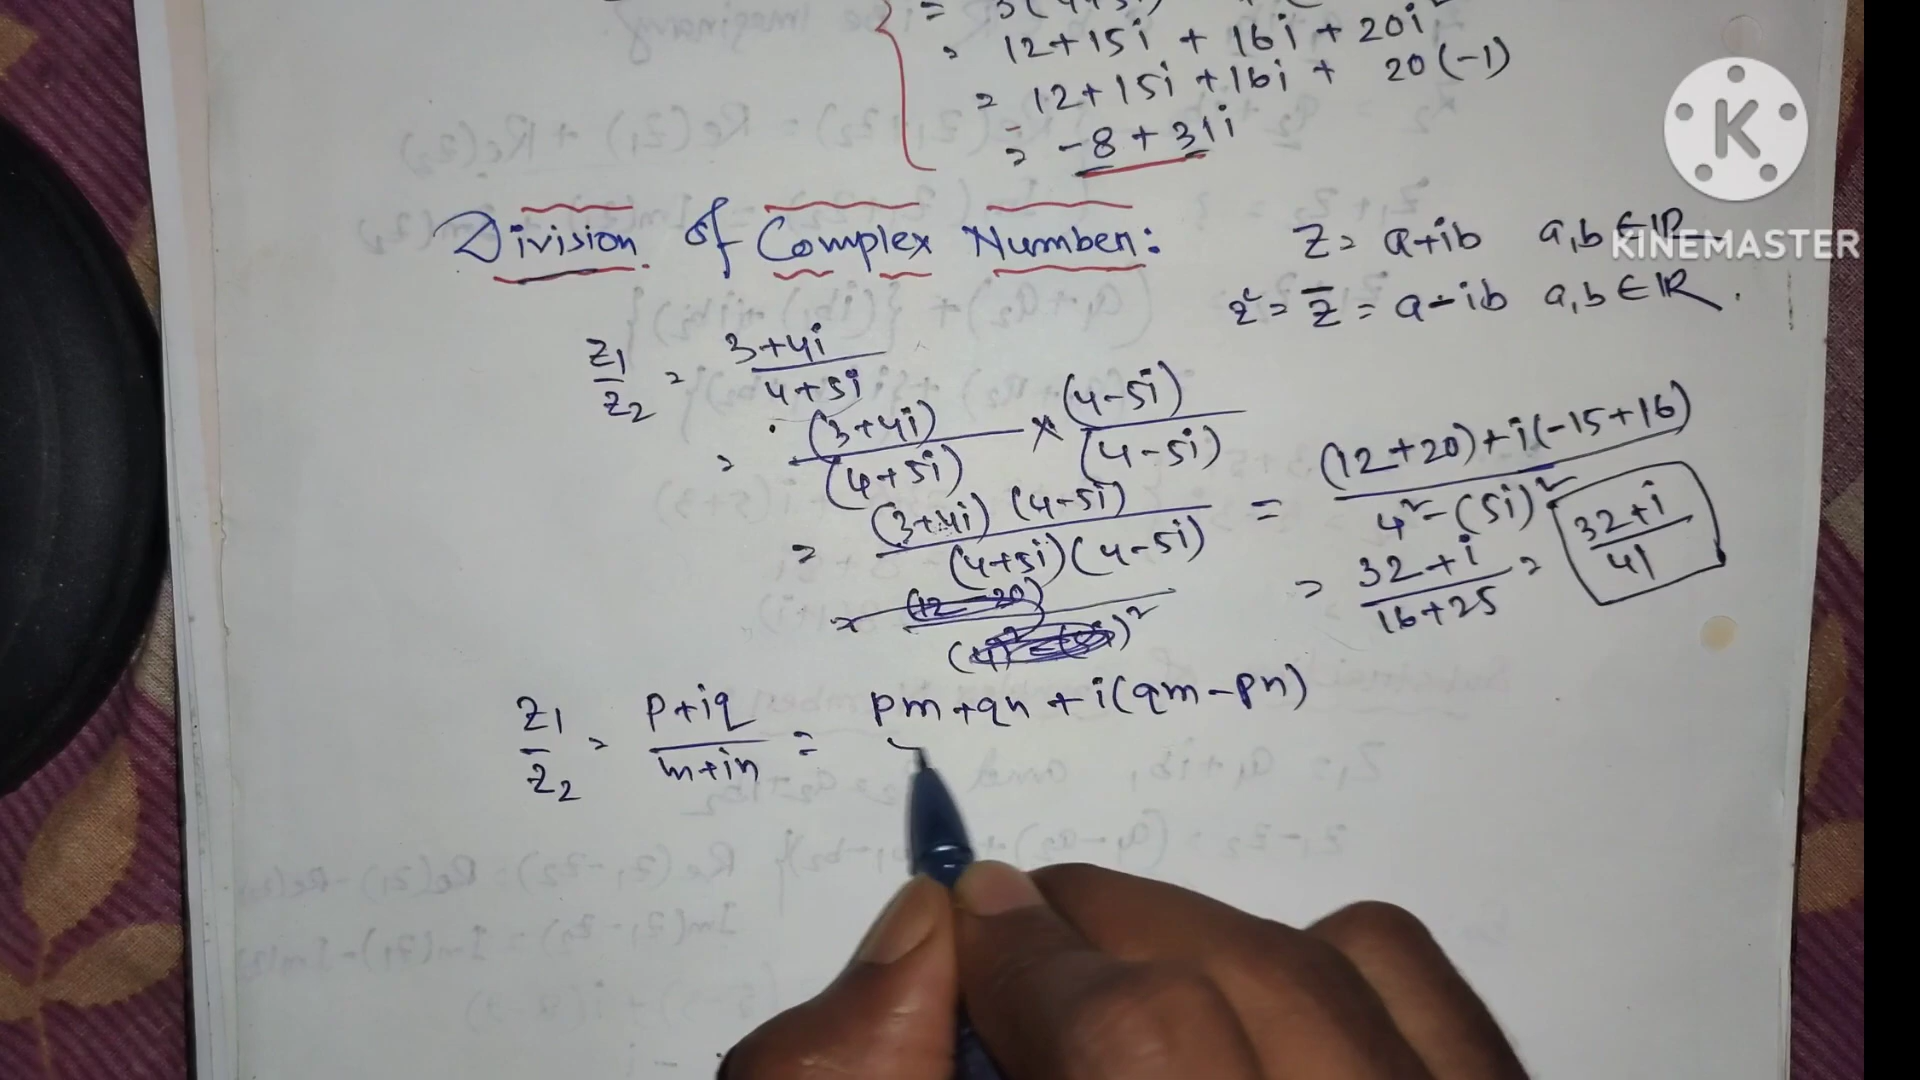 = 12+15i + 16i + 20i²
= 12+15i+16i + 20(-1)
= -8+31i
K
KINEMASTER
Division of Complex Number:
Z = a+ib a,b ∈ IR
= z̄ = a-ib a,b ∈ IR.
z1/z2 = 3+4i/4+5i
= (3+4i)/(4+5i) × (4-5i)/(4-5i)
= (3+4i)(4-5i)/(4+5i)(4-5i) = (12+20)+i(-15+16)/4²-(5i)²
= 32+i/16+25 = 32+i/41
z1/z2 = p+iq/m+in = pm+qn+i(qm-pn)